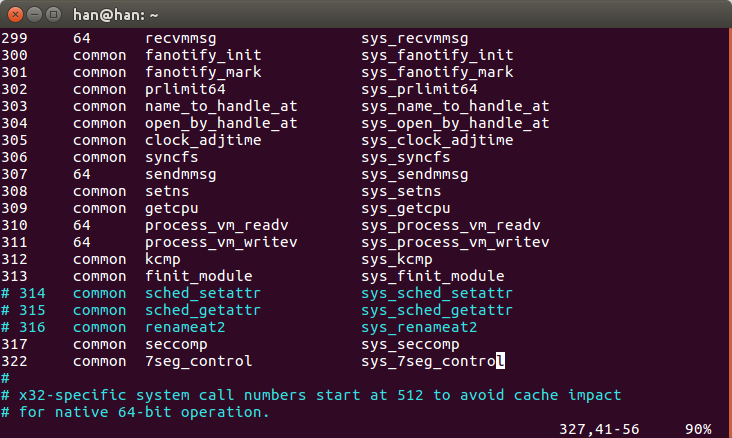 han@han: ~
299 64 recvmmsg sys_recvmmsg
300 common fanotify_init sys_fanotify_init
301 common fanotify_mark sys_fanotify_mark
302 common prlimit64 sys_prlimit64
303 common name_to_handle_at sys_name_to_handle_at
304 common open_by_handle_at sys_open_by_handle_at
305 common clock_adjtime sys_clock_adjtime
306 common syncfs sys_syncfs
307 64 sendmmsg sys_sendmmsg
308 common setns sys_setns
309 common getcpu sys_getcpu
310 64 process_vm_readv sys_process_vm_readv
311 64 process_vm_writev sys_process_vm_writev
312 common kcmp sys_kcmp
313 common finit_module sys_finit_module
# 314 common sched_setattr sys_sched_setattr
# 315 common sched_getattr sys_sched_getattr
# 316 common renameat2 sys_renameat2
317 common seccomp sys_seccomp
322 common 7seg_control sys_7seg_control
#
# x32-specific system call numbers start at 512 to avoid cache impact
# for native 64-bit operation.
327,41-56 90%